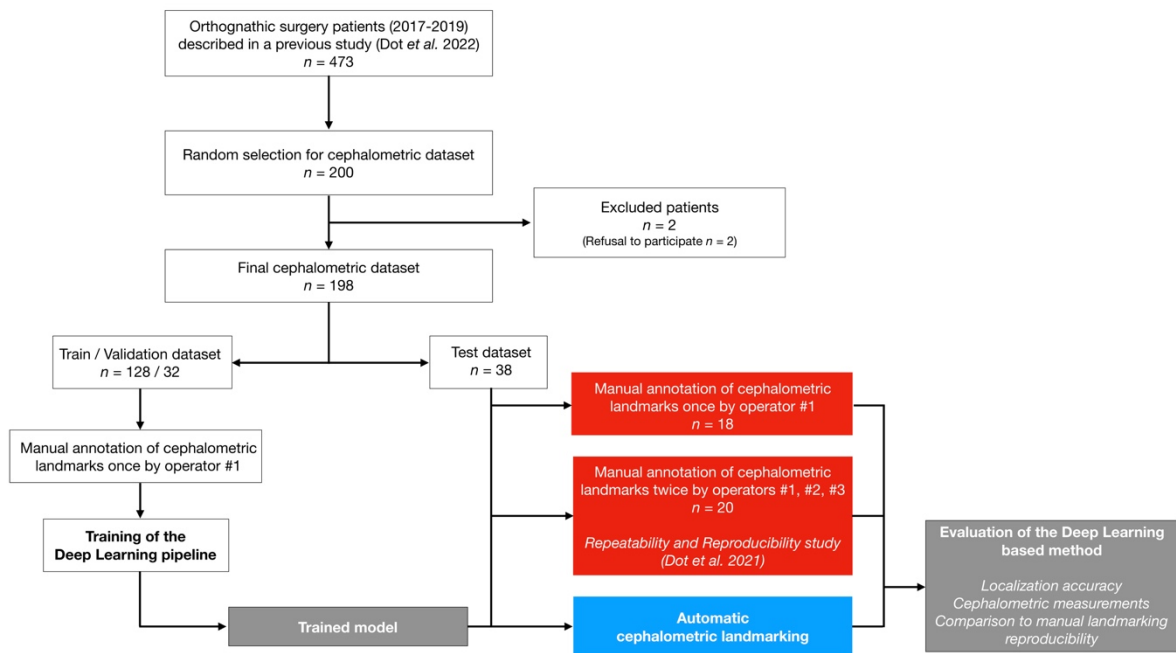 Orthognathic surgery patients (2017-2019)
described in a previous study (Dot et al. 2022)
n = 473
Random selection for cephalometric dataset
n = 200
Excluded patients
n = 2
(Refusal to participate n = 2)
Final cephalometric dataset
n = 198
Train / Validation dataset
n = 128 / 32
Test dataset
n = 38
Manual annotation of cephalometric
landmarks once by operator #1
n = 18
Manual annotation of cephalometric
landmarks once by operator #1
Manual annotation of cephalometric
landmarks twice by operators #1, #2, #3
n = 20
Repeatability and Reproducibility study
(Dot et al. 2021)
Training of the
Deep Learning pipeline
Evaluation of the Deep Learning
based method
Localization accuracy
Cephalometric measurements
Comparison to manual landmarking
reproducibility
Trained model
Automatic
cephalometric landmarking